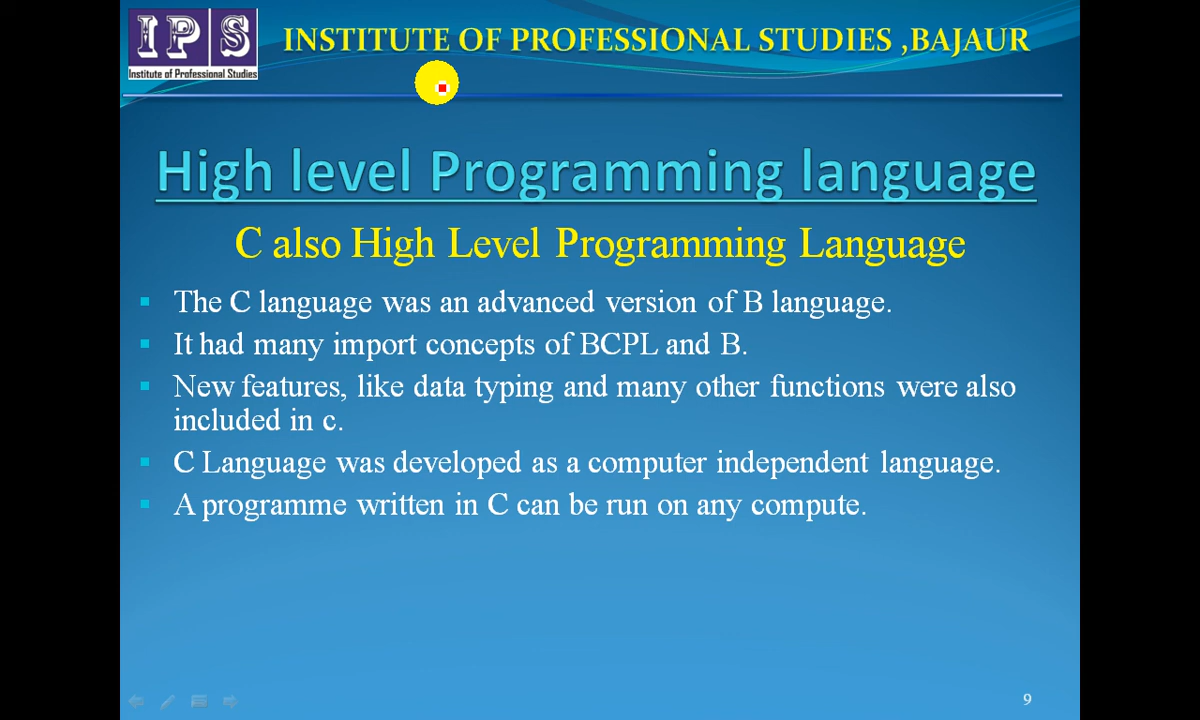 IPS
Institute of Professional Studies
INSTITUTE OF PROFESSIONAL STUDIES ,BAJAUR
High level Programming language
C also High Level Programming Language
The C language was an advanced version of B language.
It had many import concepts of BCPL and B.
New features, like data typing and many other functions were also
included in c.
C Language was developed as a computer independent language.
A programme written in C can be run on any compute.
9